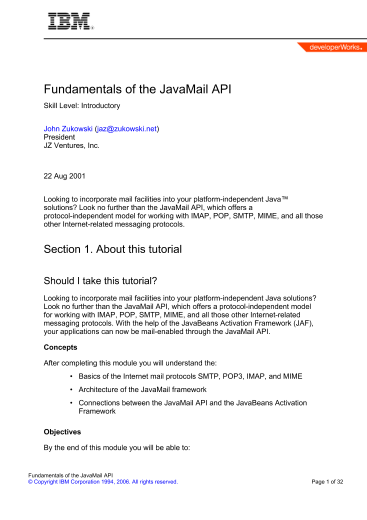 IBM®
developerWorks®
Fundamentals of the JavaMail API
Skill Level: Introductory
John Zukowski (jaz@zukowski.net)
President
JZ Ventures, Inc.
22 Aug 2001
Looking to incorporate mail facilities into your platform-independent Java™
solutions? Look no further than the JavaMail API, which offers a
protocol-independent model for working with IMAP, POP, SMTP, MIME, and all those
other Internet-related messaging protocols.
Section 1. About this tutorial
Should I take this tutorial?
Looking to incorporate mail facilities into your platform-independent Java solutions?
Look no further than the JavaMail API, which offers a protocol-independent model
for working with IMAP, POP, SMTP, MIME, and all those other Internet-related
messaging protocols. With the help of the JavaBeans Activation Framework (JAF),
your applications can now be mail-enabled through the JavaMail API.
Concepts
After completing this module you will understand the:
• Basics of the Internet mail protocols SMTP, POP3, IMAP, and MIME
• Architecture of the JavaMail framework
• Connections between the JavaMail API and the JavaBeans Activation
Framework
Objectives
By the end of this module you will be able to:
Fundamentals of the JavaMail API
© Copyright IBM Corporation 1994, 2006. All rights reserved. Page 1 of 32